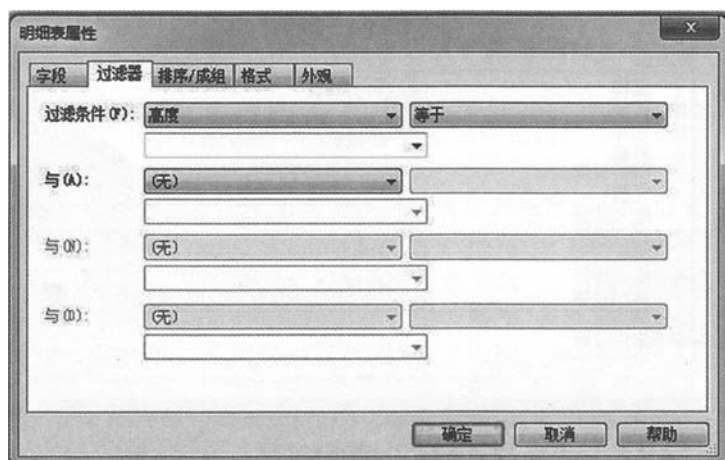 明细表属性
字段 过滤器 排序/成组 格式 外观
过滤条件(F): 高度 等于
与(A): (无)
与(N): (无)
与(D): (无)
确定 取消 帮助